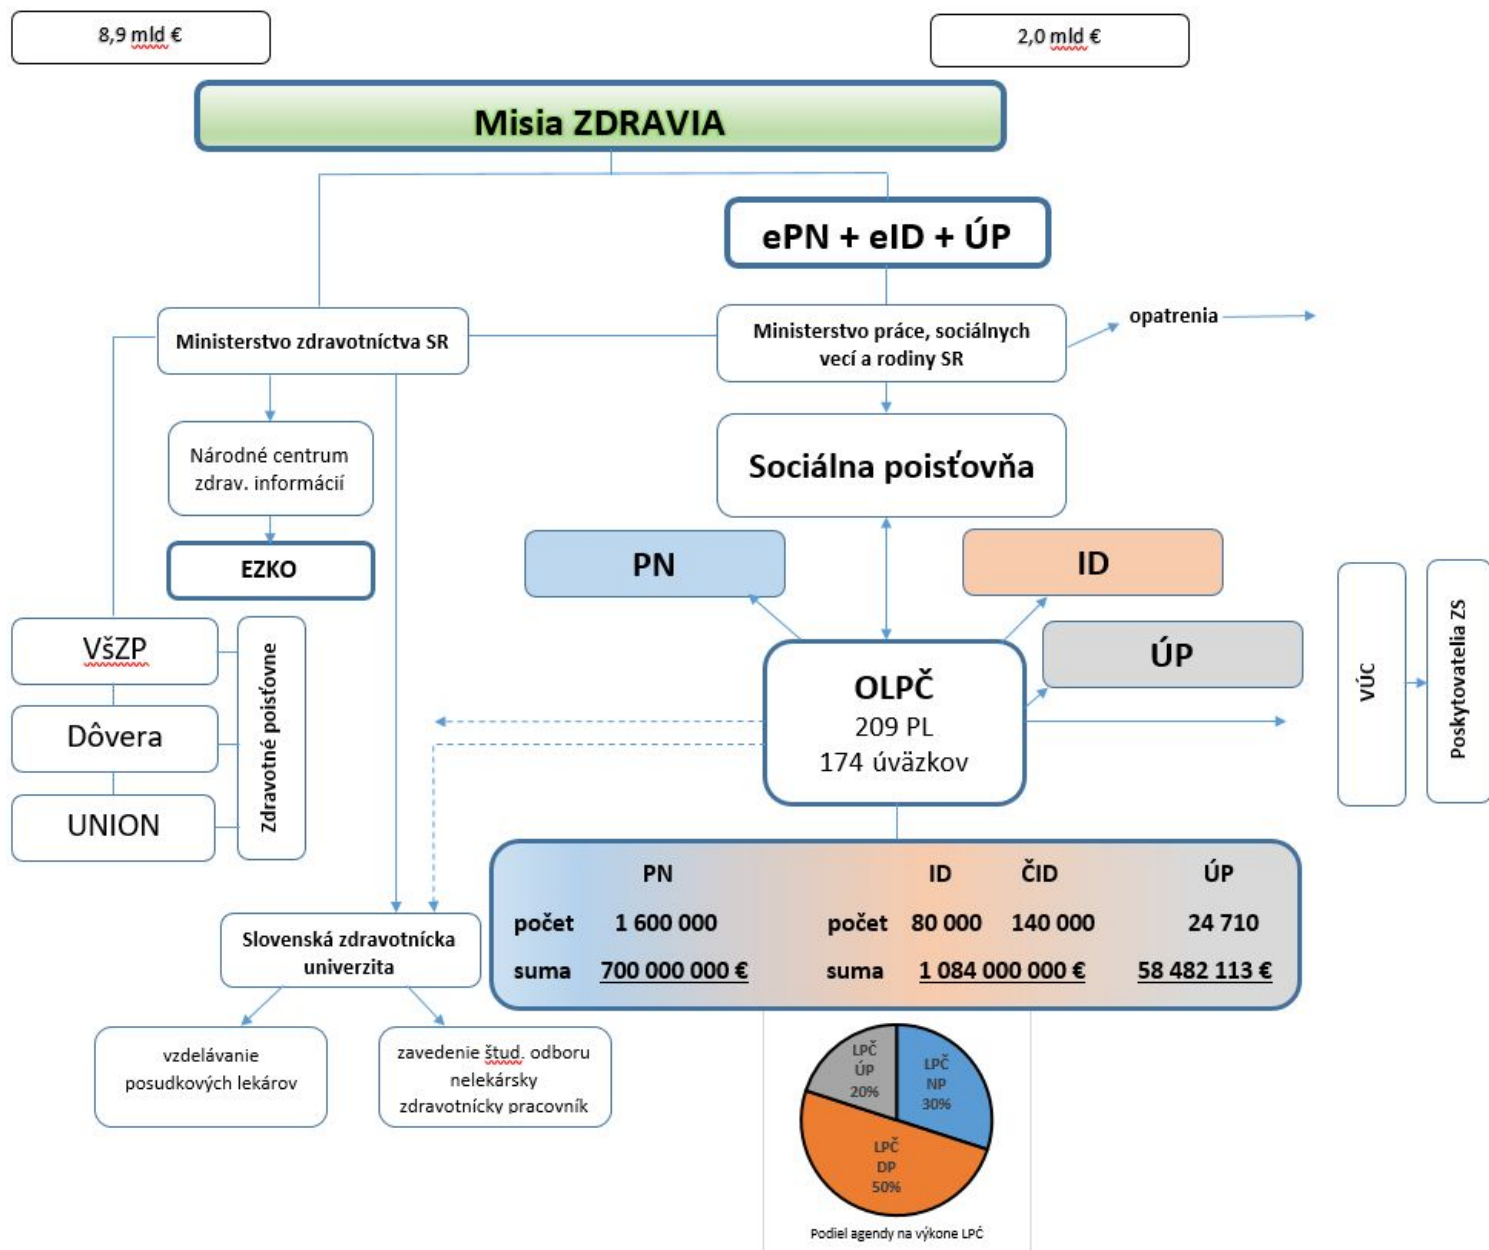 8,9 mld €
2,0 mld €
Misia ZDRAVIA
ePN + eID + ÚP
Ministerstvo zdravotníctva SR
Ministerstvo práce, sociálnych
vecí a rodiny SR
opatrenia
Národné centrum
zdrav. informácií
Sociálna poisťovňa
EZKO
PN
ID
ÚP
VšZP
Dôvera
UNION
Zdravotné poisťovne
OLPČ
209 PL
174 úväzkov
VÚC
Poskytovatelia ZS
PN ID ČID ÚP
počet 1 600 000 počet 80 000 140 000 24 710
suma 700 000 000 € suma 1 084 000 000 € 58 482 113 €
Slovenská zdravotnícka
univerzita
vzdelávanie
posudkových lekárov
zavedenie štud. odboru
nelekársky
zdravotnícky pracovník
LPČ
ÚP
20%
LPČ
NP
30%
LPČ
DP
50%
Podiel agendy na výkone LPČ